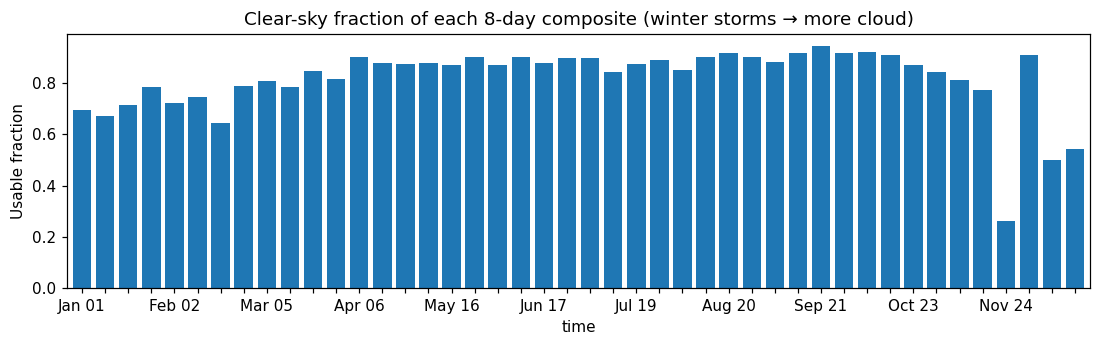 Clear-sky fraction of each 8-day composite (winter storms → more cloud)
Usable fraction
0.8
0.6
0.4
0.2
0.0
Jan 01 Feb 02 Mar 05 Apr 06 May 16 Jun 17 Jul 19 Aug 20 Sep 21 Oct 23 Nov 24
time